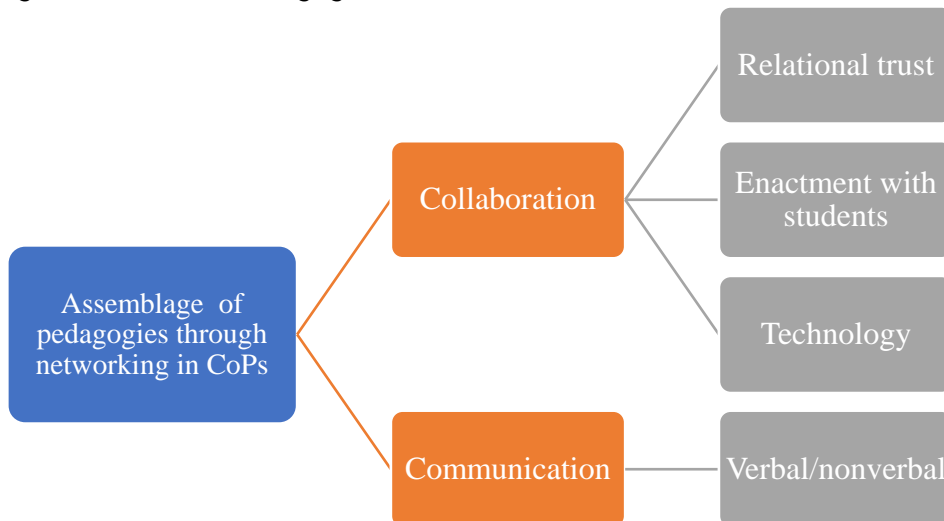 Relational trust
Collaboration
Enactment with
students
Assemblage of
pedagogies through
networking in CoPs
Technology
Communication
Verbal/nonverbal